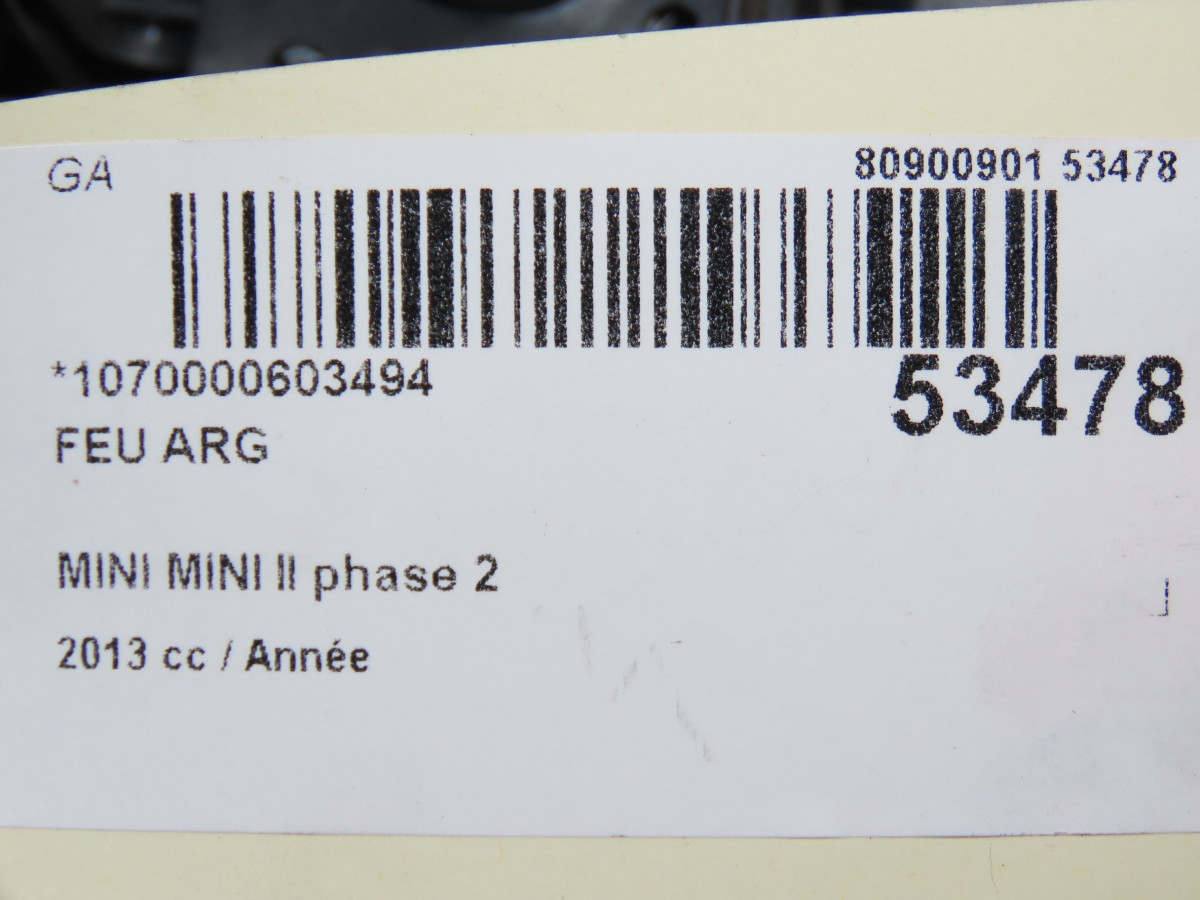 GA
80900901 53478
*1070000603494
53478
FEU ARG
MINI MINI II phase 2
2013 cc / Année